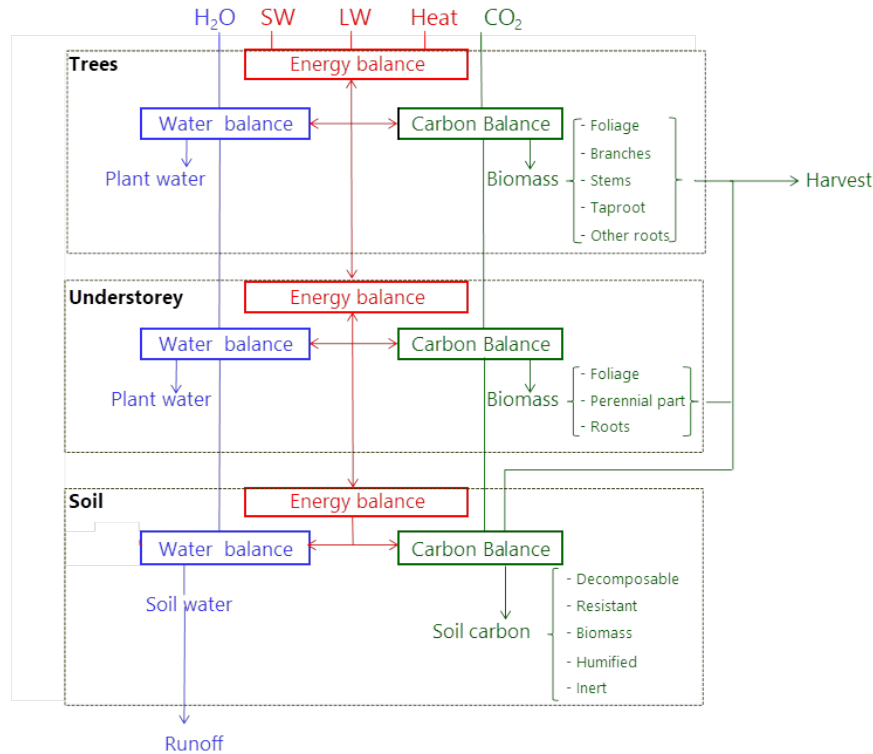 H₂O SW LW Heat CO₂
Trees
Energy balance
Water balance
Carbon Balance
Plant water
Biomass
- Foliage
- Branches
- Stems
- Taproot
- Other roots
Harvest
Understorey
Energy balance
Water balance
Carbon Balance
Plant water
Biomass
- Foliage
- Perennial part
- Roots
Soil
Energy balance
Water balance
Carbon Balance
Soil water
Soil carbon
- Decomposable
- Resistant
- Biomass
- Humified
- Inert
Runoff